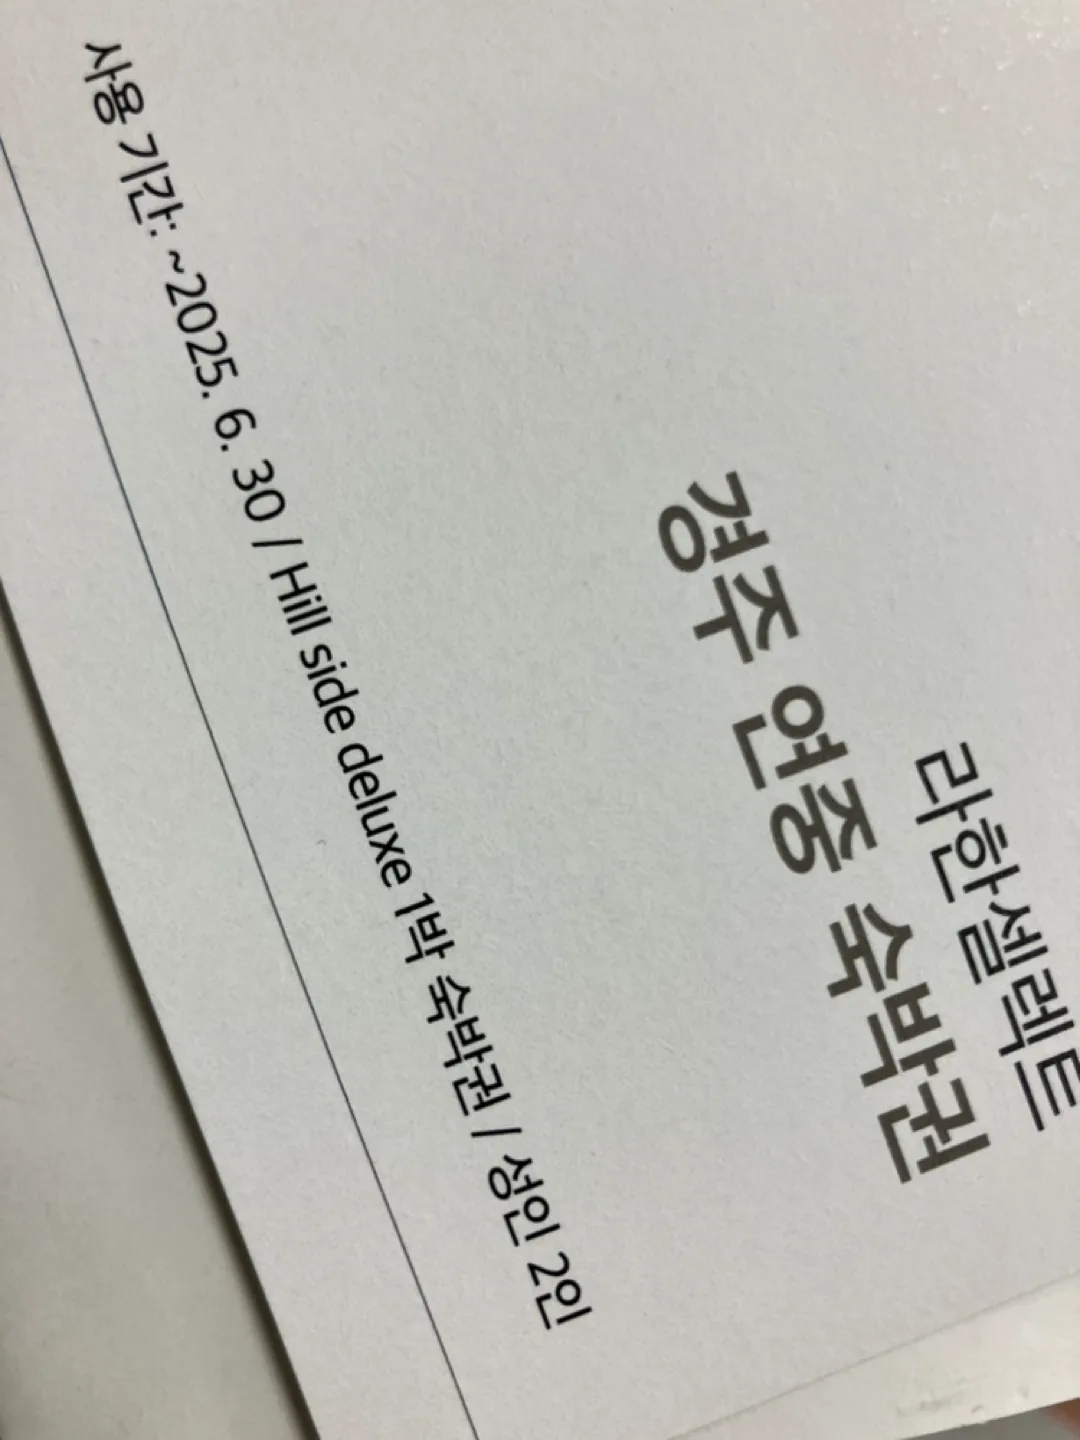 라한셀렉트
경주 연중 숙박권
사용 기간: ~2025. 6. 30 / Hill side deluxe 1박 숙박권 / 성인 2인